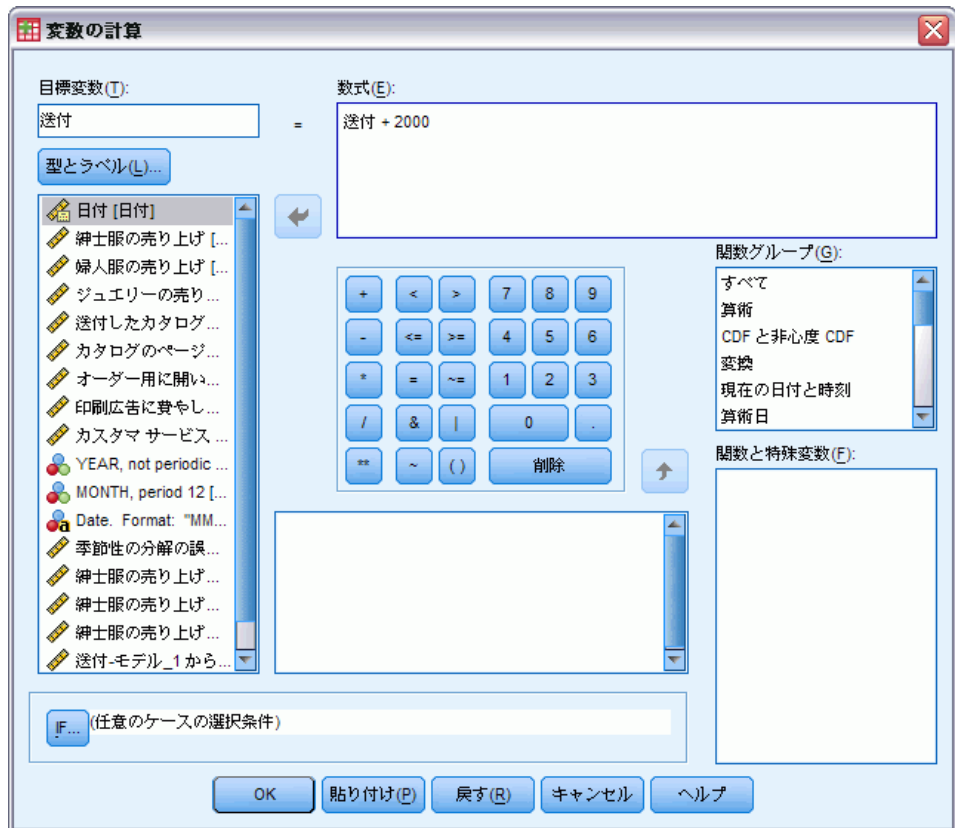 変数の計算
目標変数(T):
送付
=
数式(E):
送付 + 2000
型とラベル(L)...
日付 [日付]
紳士服の売り上げ [...
婦人服の売り上げ [...
ジュエリーの売り...
送付したカタログ...
カタログのページ...
オーダー用に開い...
印刷広告に費やし...
カスタマ サービス ...
YEAR, not periodic ...
MONTH, period 12 [...
Date. Format: "MM...
季節性の分解の誤...
紳士服の売り上げ...
紳士服の売り上げ...
紳士服の売り上げ...
送付-モデル_1 から...
+ < > 7 8 9
- <= >= 4 5 6
* = ~= 1 2 3
/ & | 0 .
** ~ ( ) 削除
関数グループ(G):
すべて
算術
CDF と非心度 CDF
変換
現在の日付と時刻
算術日
関数と特殊変数(F):
IF... (任意のケースの選択条件)
OK 貼り付け(P) 戻す(R) キャンセル ヘルプ